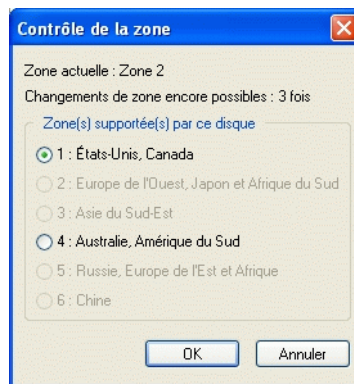 Contrôle de la zone
Zone actuelle : Zone 2
Changements de zone encore possibles : 3 fois
Zone(s) supportée(s) par ce disque
1 : États-Unis, Canada
2 : Europe de l'Ouest, Japon et Afrique du Sud
3 : Asie du Sud-Est
4 : Australie, Amérique du Sud
5 : Russie, Europe de l'Est et Afrique
6 : Chine
OK Annuler